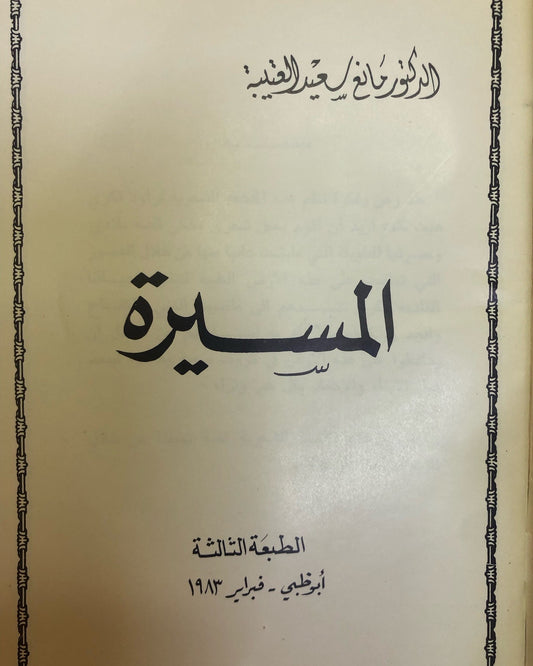 الدكتور مانع سعيد العتيبة
المسيرة
الطبعة الثالثة
أبوظبي - فبراير ١٩٨٣